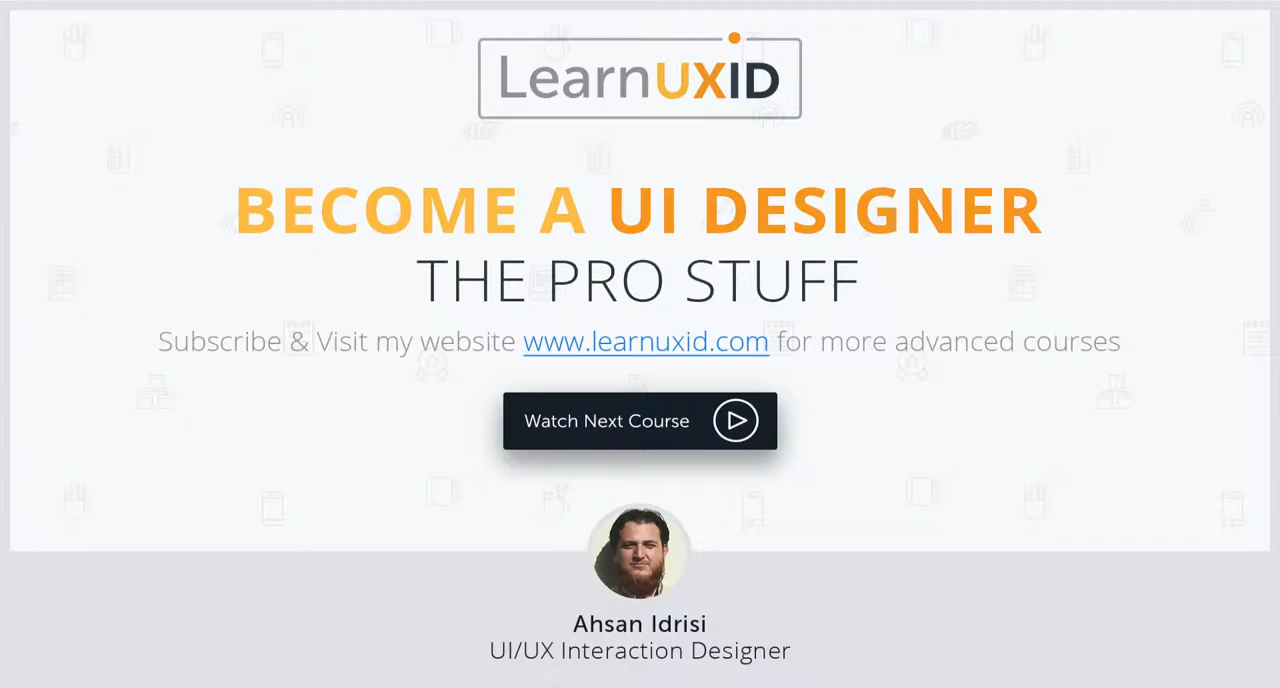 LearnUXID
BECOME A UI DESIGNER
THE PRO STUFF
Subscribe & Visit my website www.learnuxid.com for more advanced courses
Watch Next Course
Ahsan Idrisi
UI/UX Interaction Designer